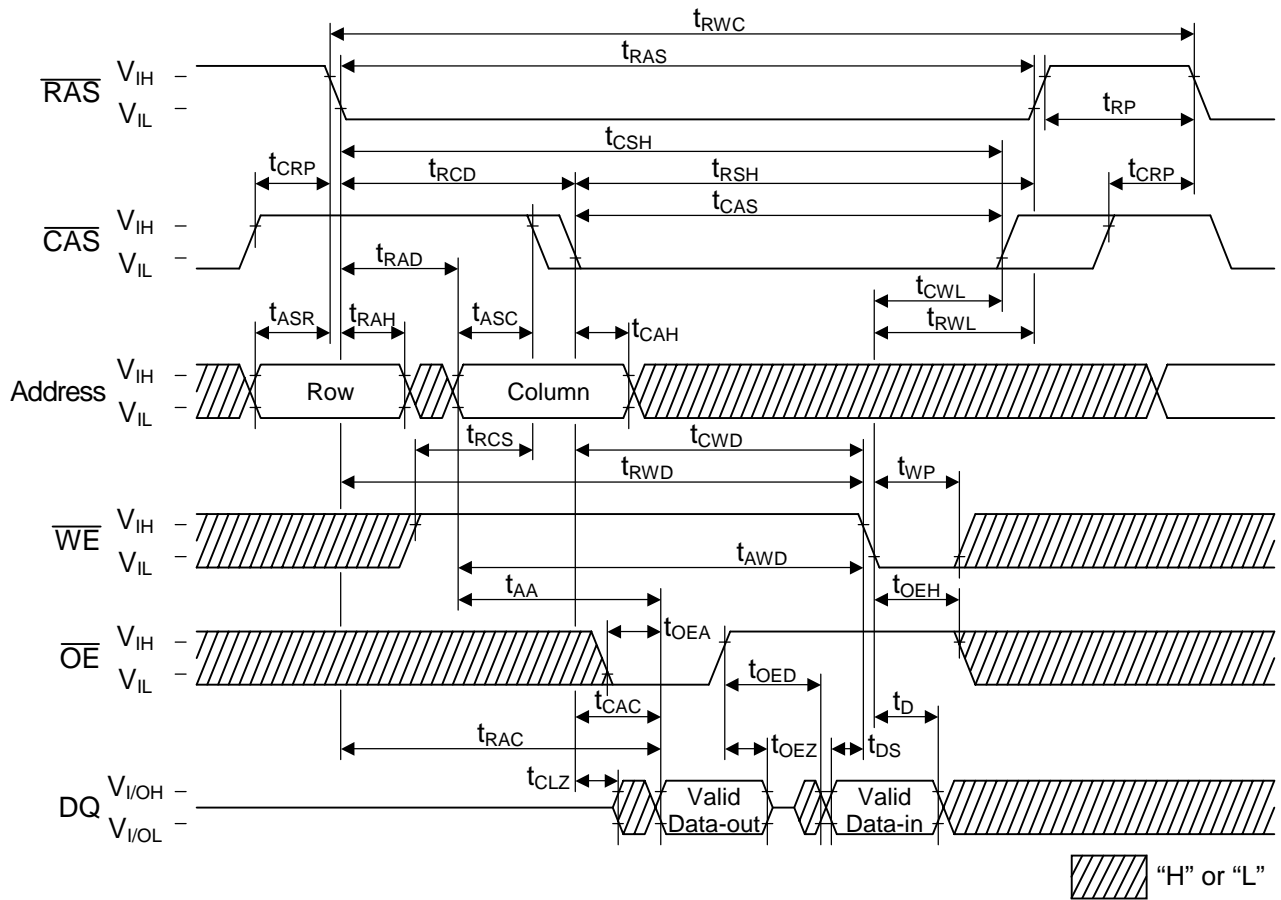 tRWC
tRAS
RAS VIH
VIL
tRP
tCSH
tCRP tRCD tRSH tCRP
tCAS
CAS VIH
VIL
tRAD
tCWL
tASR tRAH tASC tCAH tRWL
Address VIH
VIL
Row Column
tRCS tCWD
tRWD tWP
WE VIH
VIL
tAWD
tAA tOEH
OE VIH
VIL
tOEA
tOED
tCAC tD
tRAC tOEZ tDS
tCLZ
DQ VI/OH
VI/OL
Valid Data-out
Valid Data-in
“H” or “L”